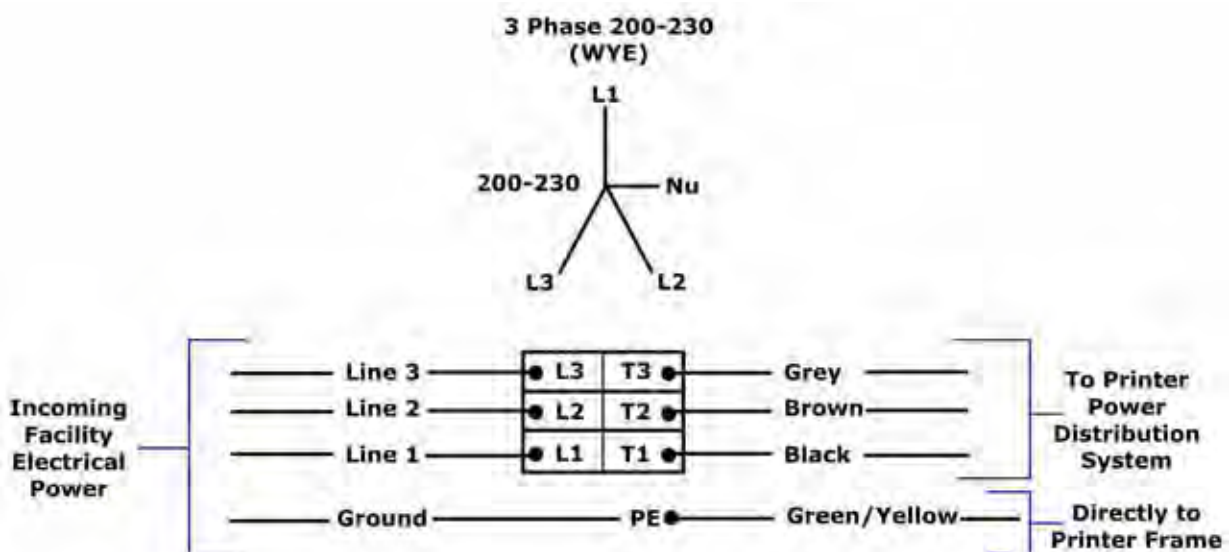 3 Phase 200-230
(WYE)
L1
200-230
Nu
L3
L2
Incoming
Facility
Electrical
Power
Line 3
L3
T3
Grey
Line 2
L2
T2
Brown
Line 1
L1
T1
Black
To Printer
Power
Distribution
System
Ground
PE
Green/Yellow
Directly to
Printer Frame